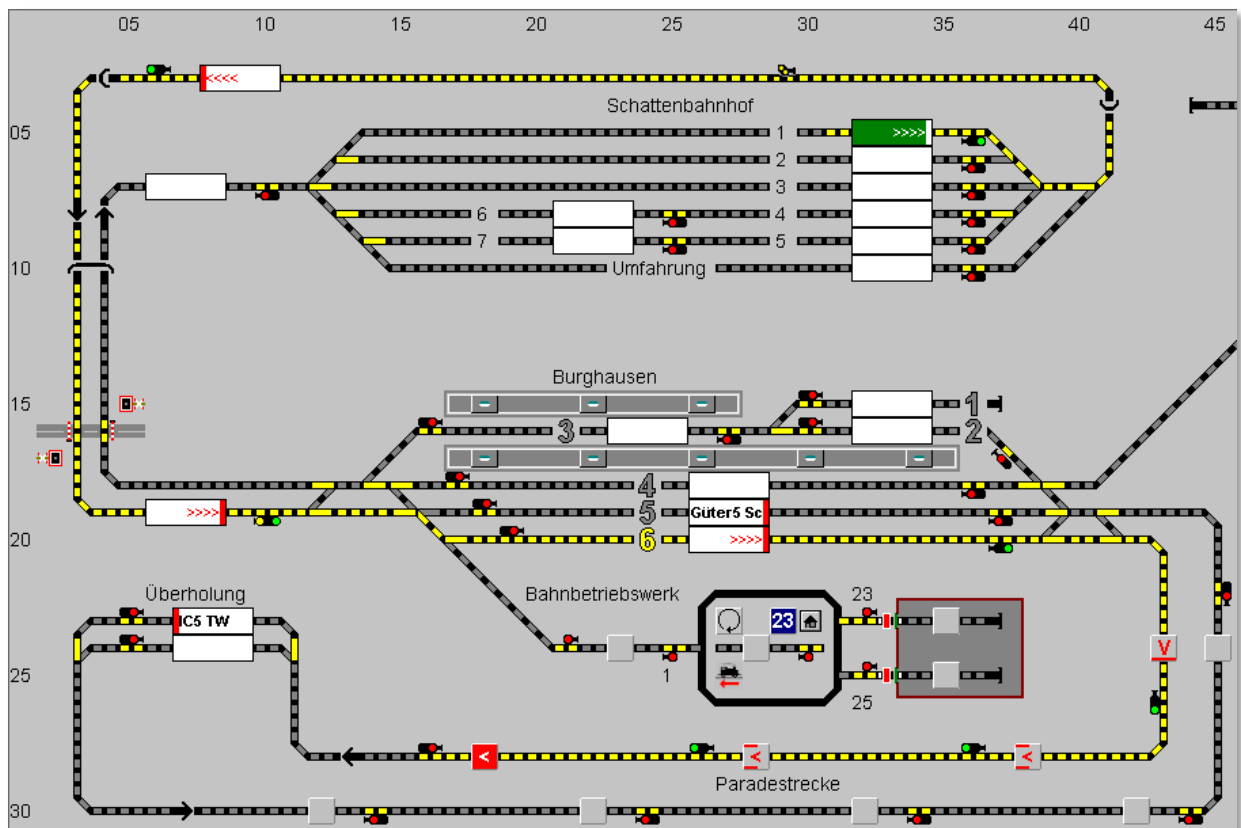 05 10 15 20 25 30 35 40 45
<<<<
Schattenbahnhof
05 1 >>>>
2
3
6 4
7 5
10 Umfahrung
Burghausen
15 1
3 2
4
>>>> 5 Güter5 Sc
20 6 >>>>
Überholung Bahnbetriebswerk 23
IC5 TW 23
V
25 1 25
< < <
Paradestrecke
30